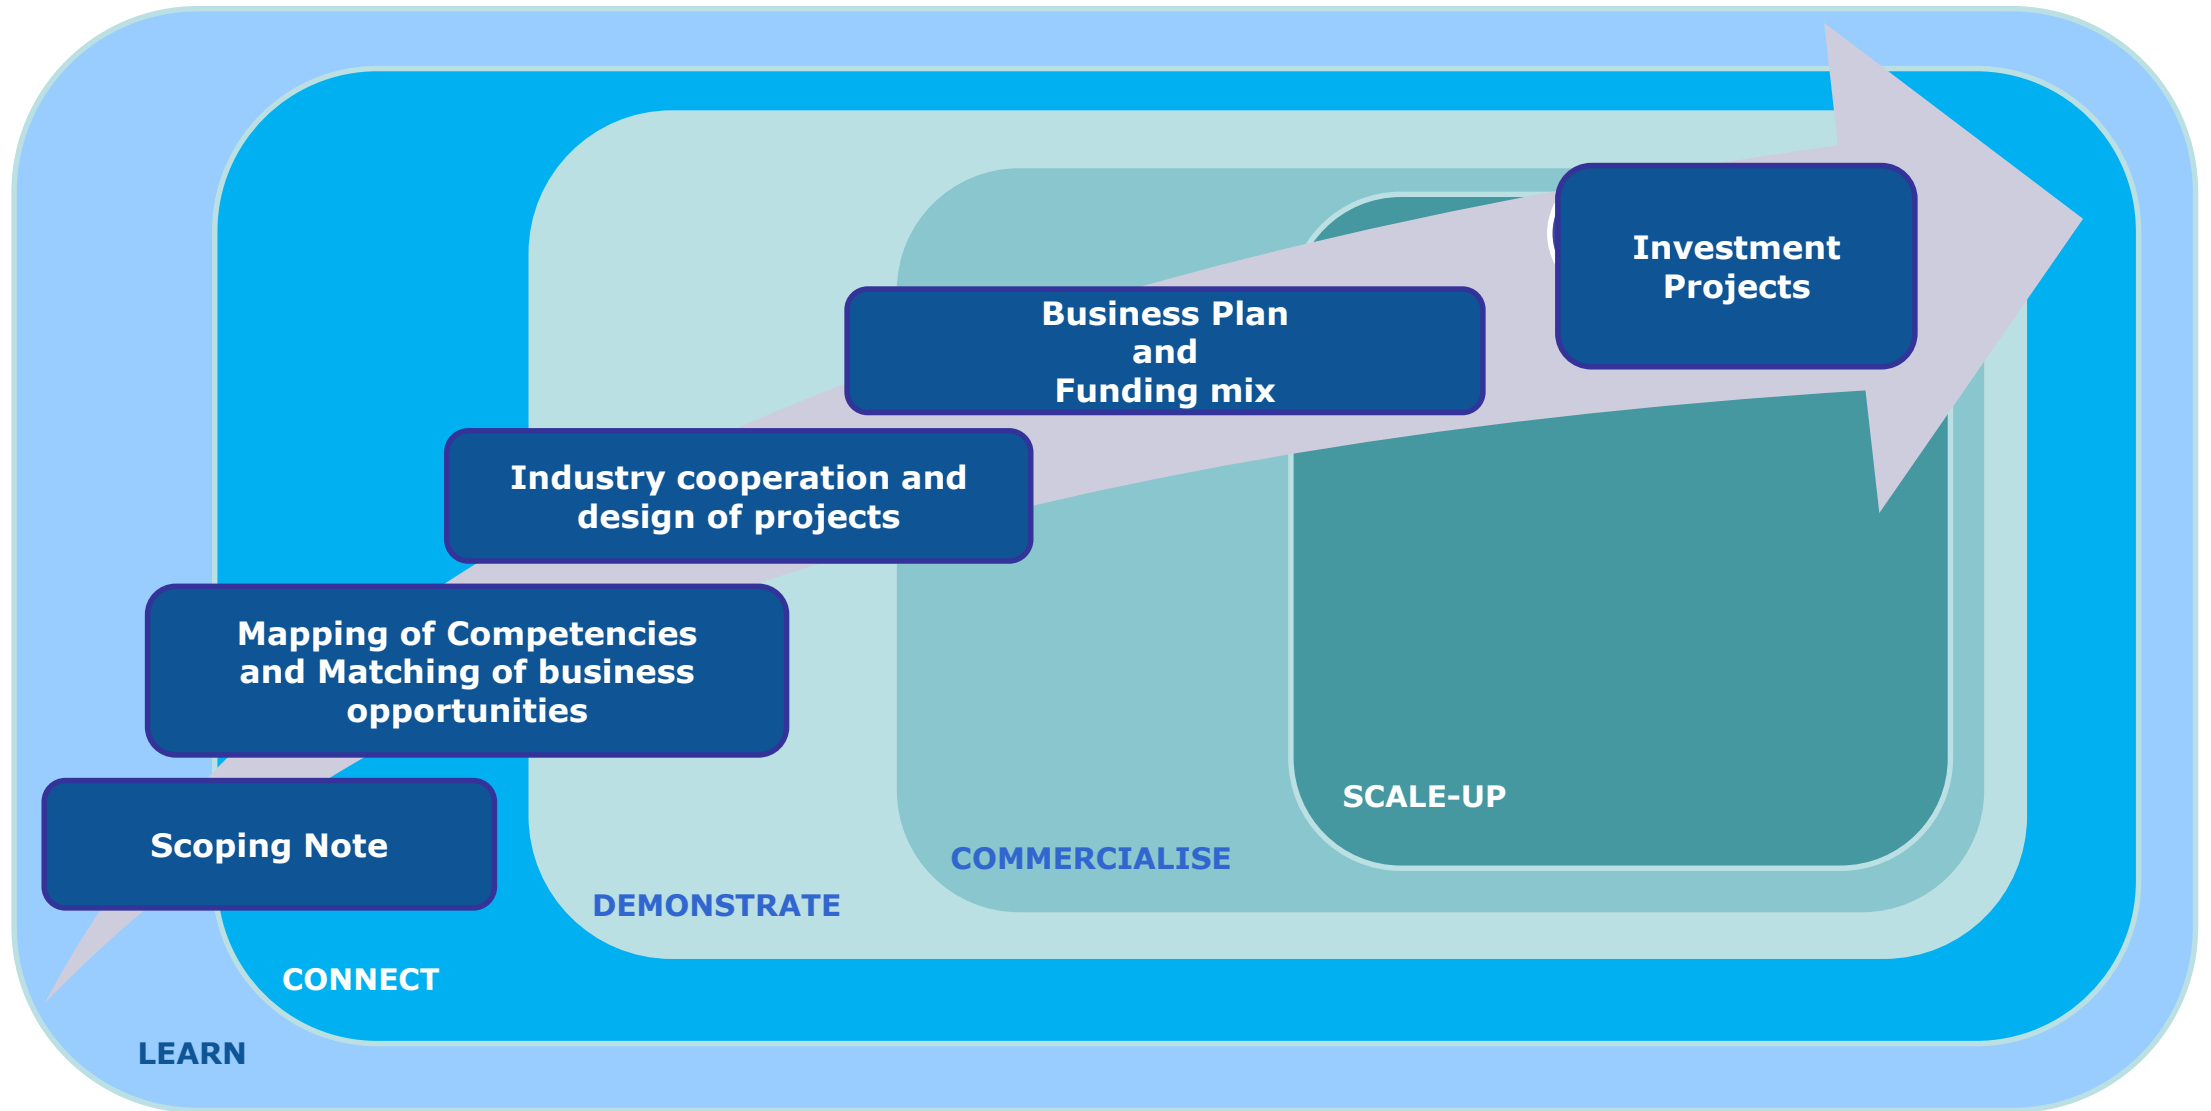 Investment
Projects
Business Plan
and
Funding mix
Industry cooperation and
design of projects
Mapping of Competencies
and Matching of business
opportunities
Scoping Note
SCALE-UP
COMMERCIALISE
DEMONSTRATE
CONNECT
LEARN